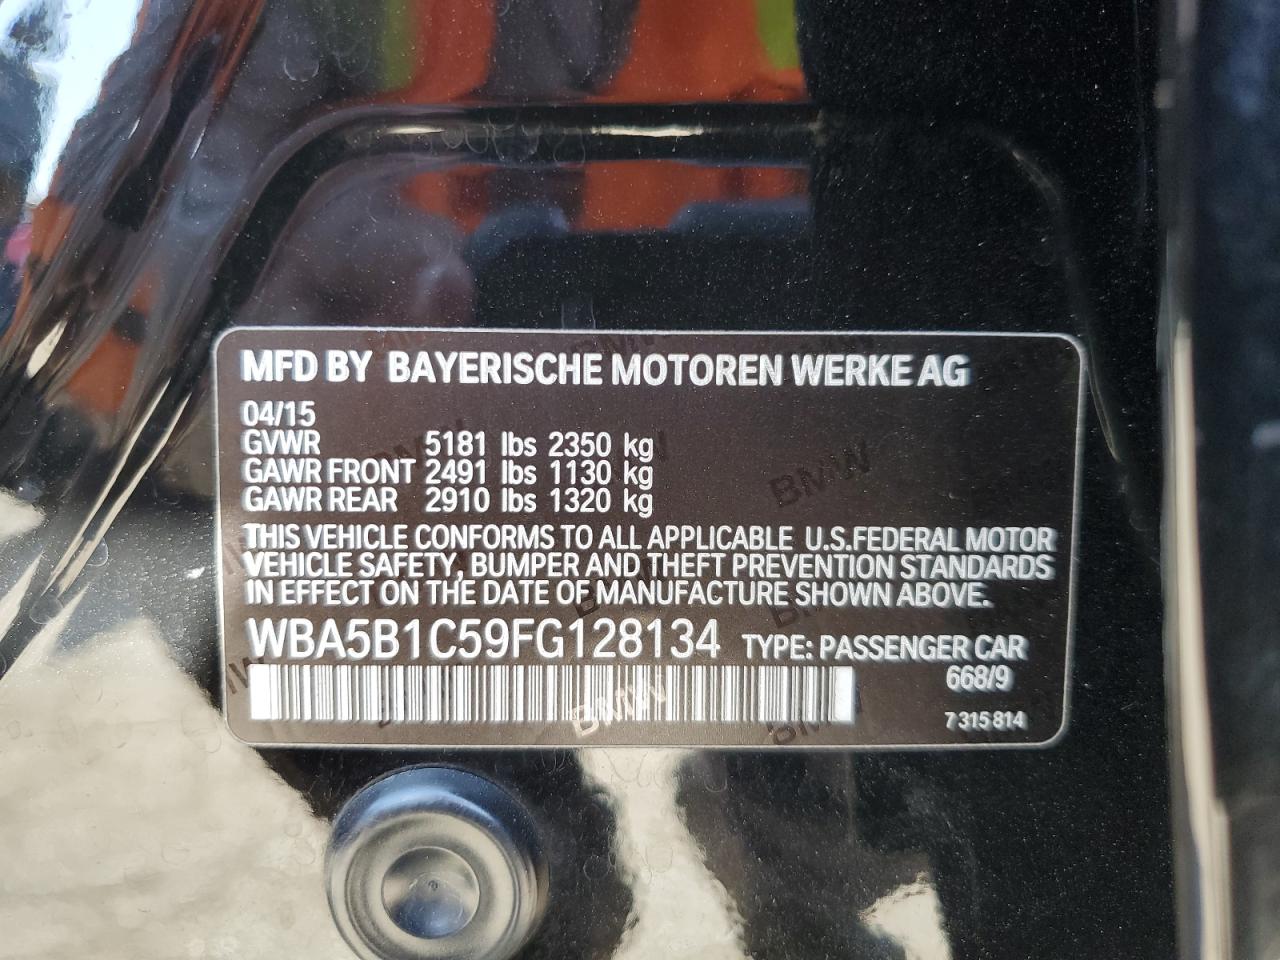 MFD BY BAYERISCHE MOTOREN WERKE AG
04/15
GVWR 5181 lbs 2350 kg
GAWR FRONT 2491 lbs 1130 kg
GAWR REAR 2910 lbs 1320 kg
THIS VEHICLE CONFORMS TO ALL APPLICABLE U.S.FEDERAL MOTOR
VEHICLE SAFETY, BUMPER AND THEFT PREVENTION STANDARDS
IN EFFECT ON THE DATE OF MANUFACTURE SHOWN ABOVE.
WBA5B1C59FG128134 TYPE: PASSENGER CAR
668/9
7 315 814
BMW
BMW
BMW